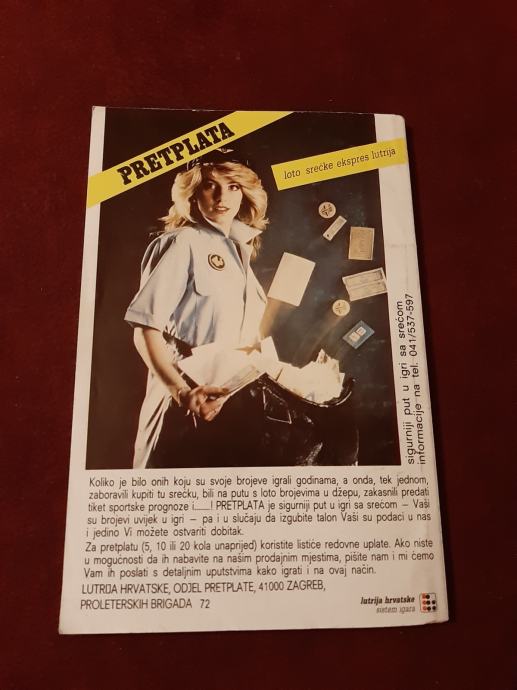 PRETPLATA
loto srećke ekspres lutrija
sigurniji put u igri sa srećom
informacije na tel. 041/537-597
Koliko je bilo onih koju su svoje brojeve igrali godinama, a onda, tek jednom,
zaboravili kupiti tu srećku, bili na putu s loto brojevima u džepu, zakasnili predati
tiket sportske prognoze i......! PRETPLATA je sigurniji put u igri sa srećom – Vaši
su brojevi uvijek u igri – pa i u slučaju da izgubite talon Vaši su podaci u nas
i jedino Vi možete ostvariti dobitak.
Za pretplatu (5, 10 ili 20 kola unaprijed) koristite listiće redovne uplate. Ako niste
u mogućnosti da ih nabavite na našim prodajnim mjestima, pišite nam i mi ćemo
Vam ih poslati s detaljnim uputstvima kako igrati i na ovaj način.
LUTRIJA HRVATSKE, ODJEL PRETPLATE, 41000 ZAGREB,
PROLETERSKIH BRIGADA 72
lutrija hrvatske
sistem igara